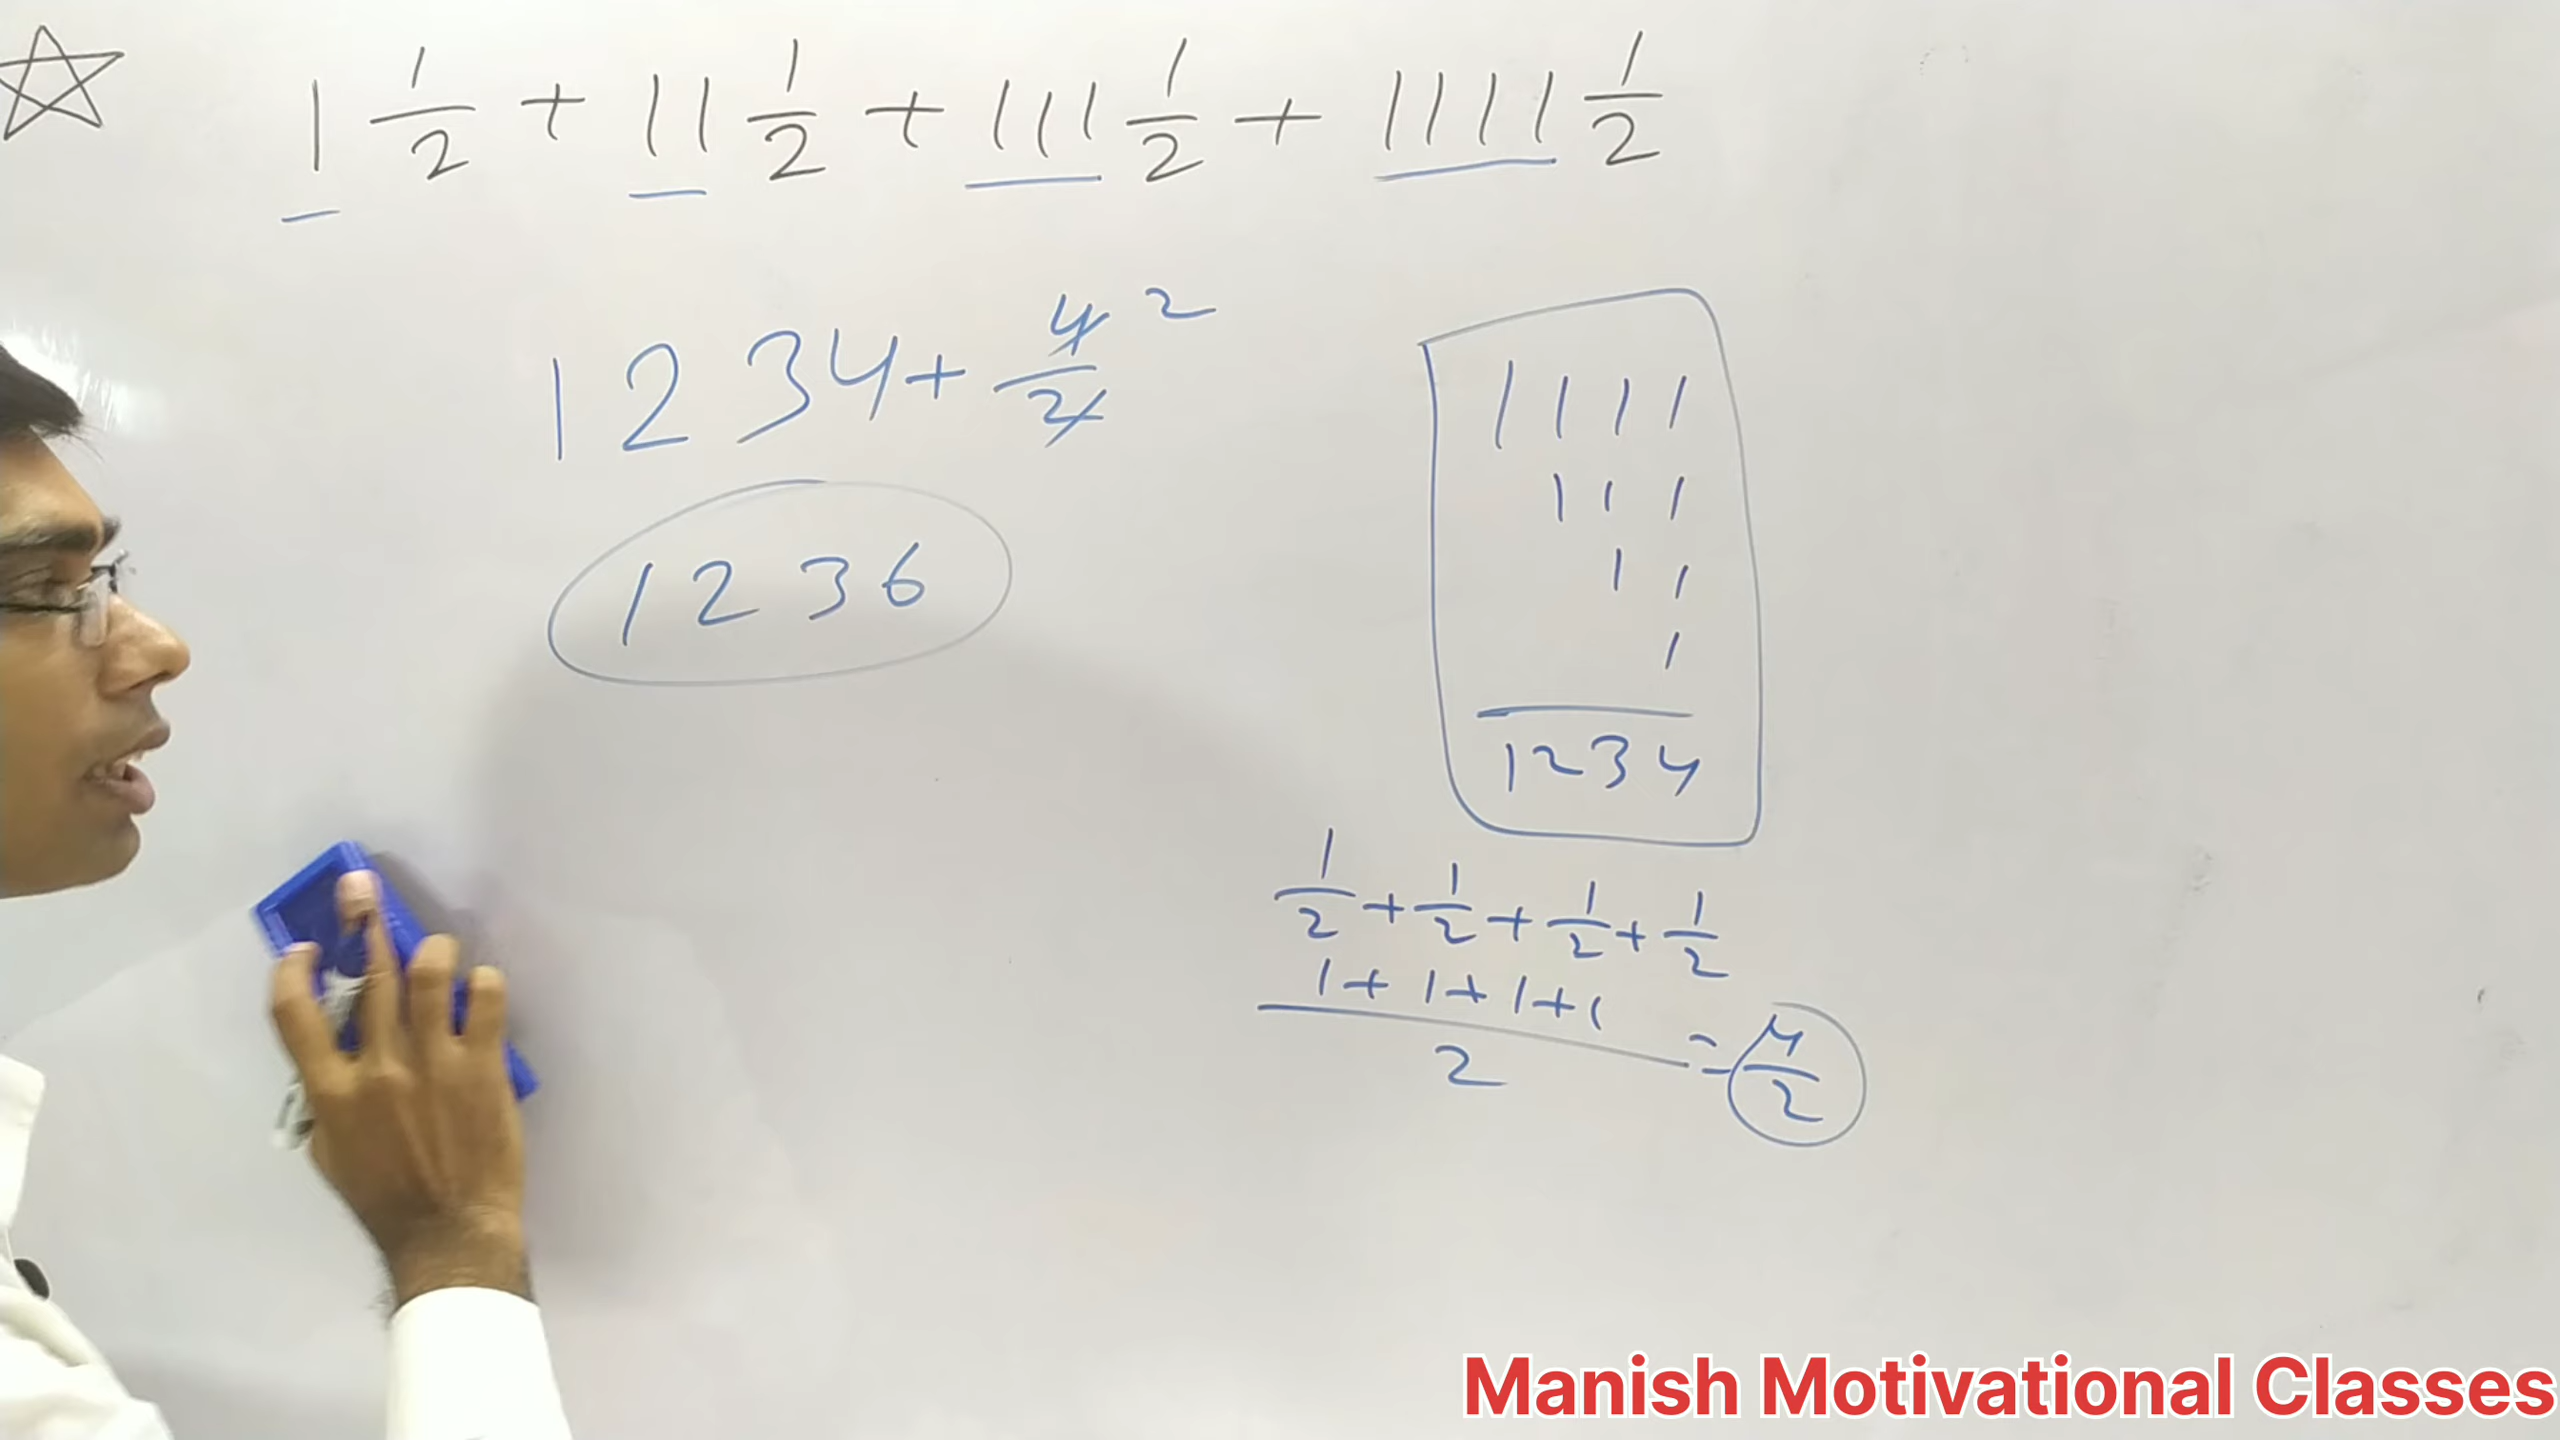 1 1/2 + 11 1/2 + 111 1/2 + 1111 1/2
1234 + 4/2 2
1236
1111
111
11
1
1234
1/2 + 1/2 + 1/2 + 1/2
1+1+1+1
2
= 4/2
Manish Motivational Classes